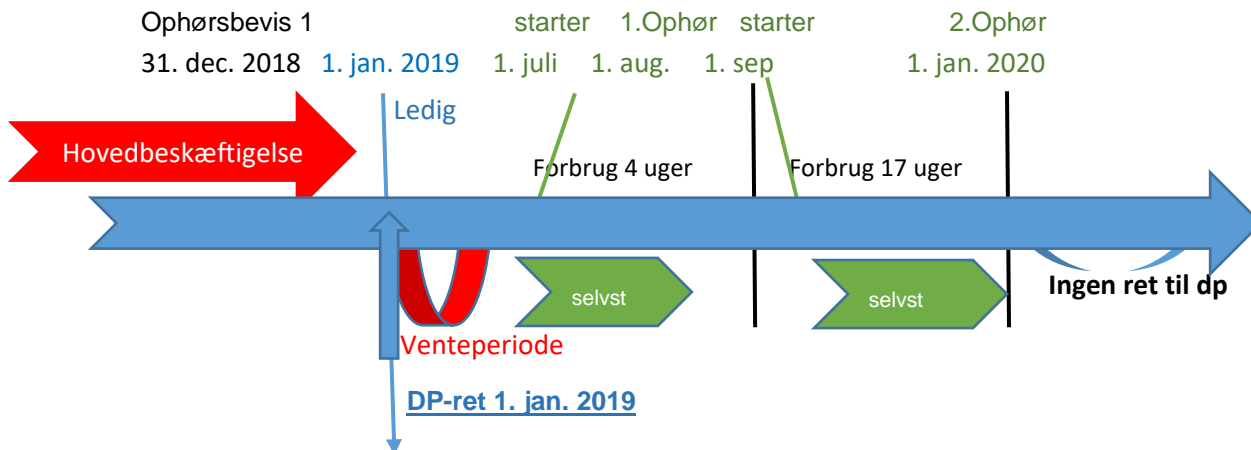 Ophørsbevis 1 starter 1.Ophør starter 2.Ophør
31. dec. 2018 1. jan. 2019 1. juli 1. aug. 1. sep 1. jan. 2020
Ledig
Hovedbeskæftigelse
Forbrug 4 uger Forbrug 17 uger
selvst selvst
Ingen ret til dp
Venteperiode
DP-ret 1. jan. 2019